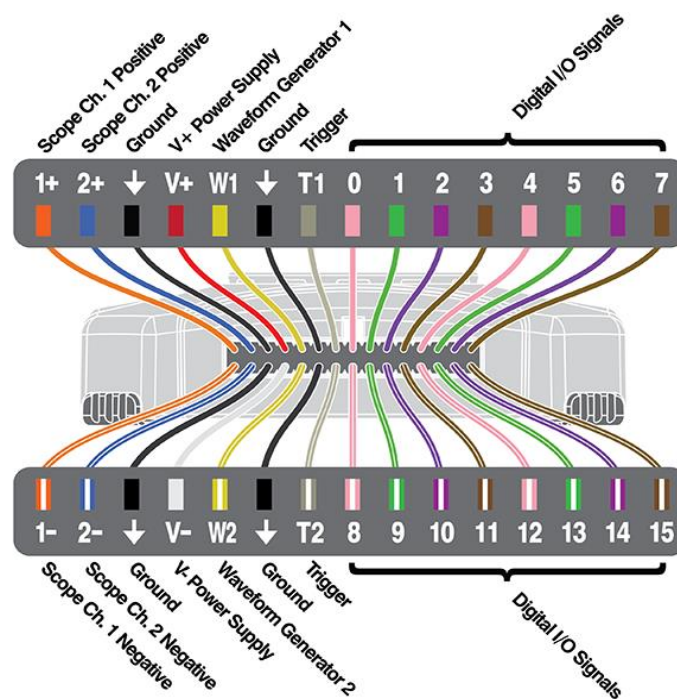 Scope Ch. 1 Positive
Scope Ch. 2 Positive
Ground
V+ Power Supply
Waveform Generator 1
Ground
Trigger
Digital I/O Signals
1+ 2+ ↓ V+ W1 ↓ T1 0 1 2 3 4 5 6 7
1- 2- ↓ V- W2 ↓ T2 8 9 10 11 12 13 14 15
Scope Ch. 1 Negative
Scope Ch. 2 Negative
Ground
V- Power Supply
Waveform Generator 2
Ground
Trigger
Digital I/O Signals